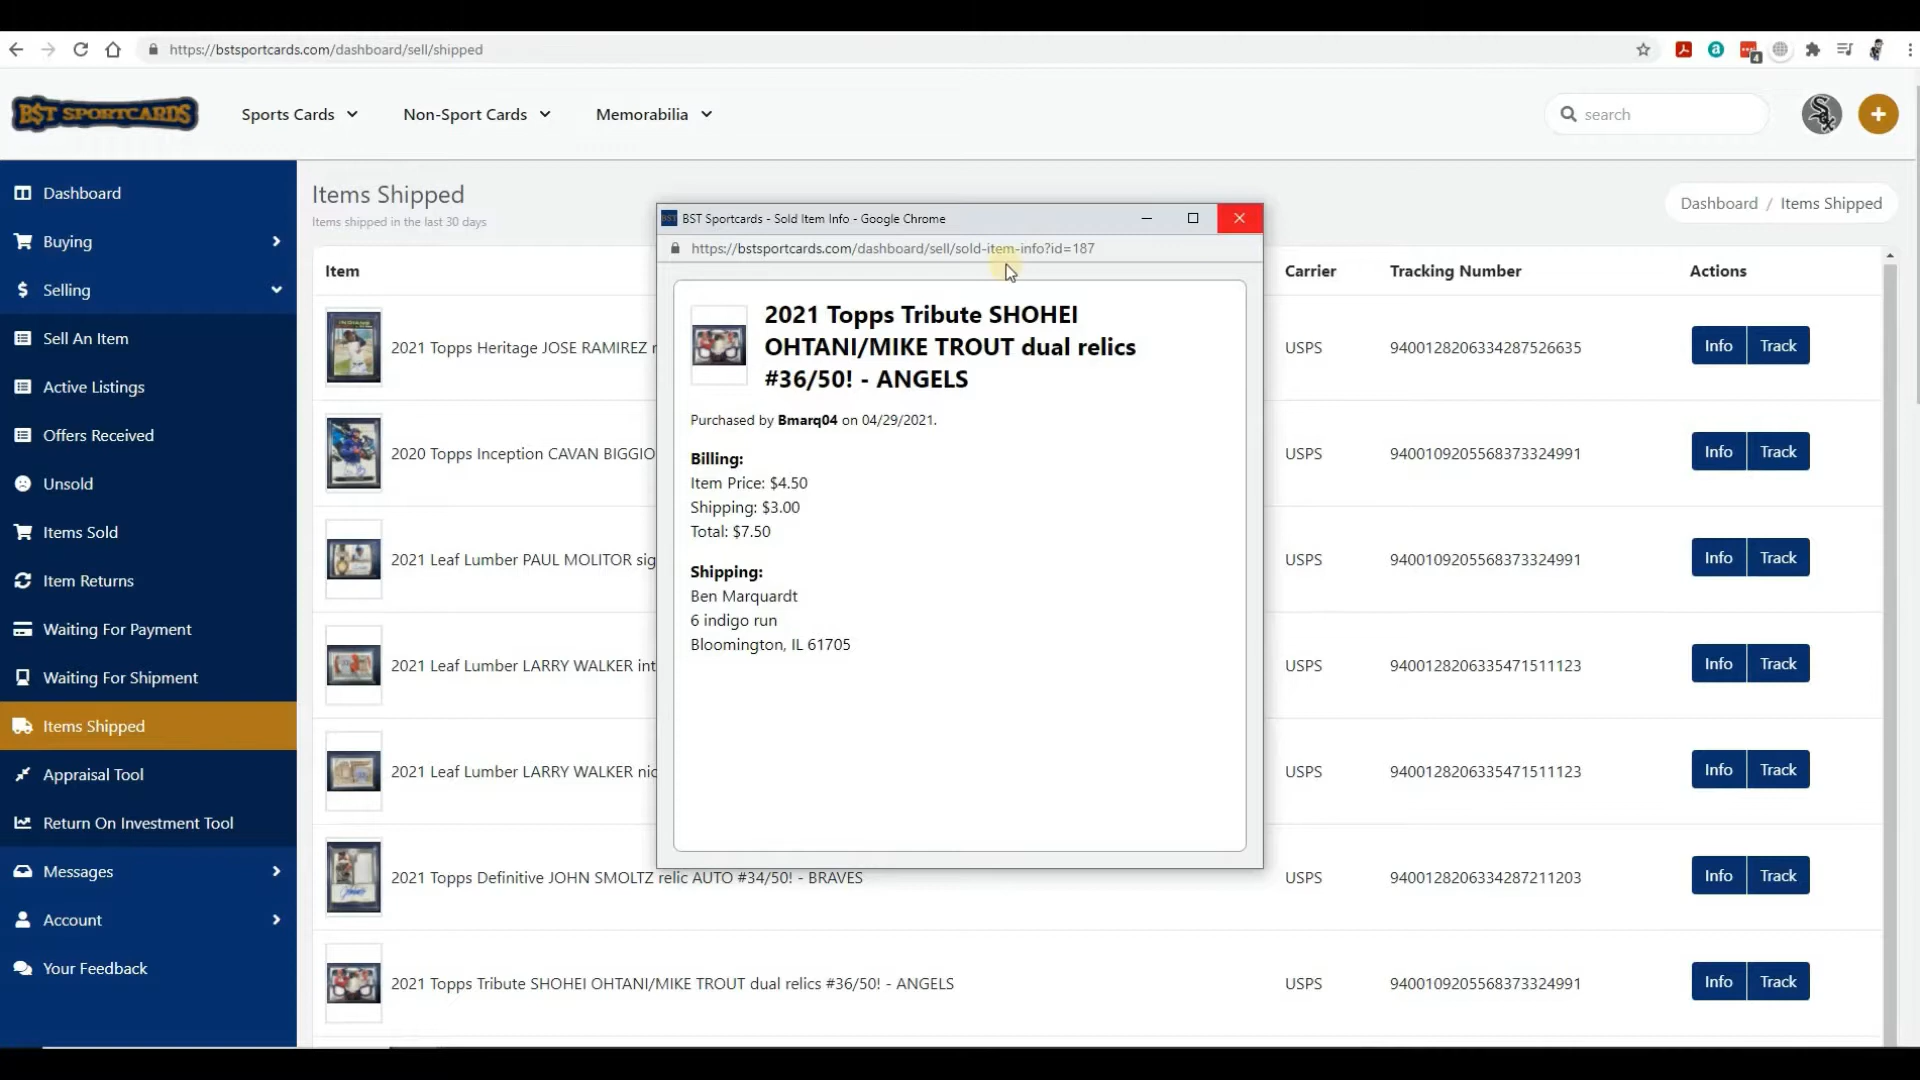 https://bstsportcards.com/dashboard/sell/shipped
4
B$T SPORTCARDS
Sports Cards
Non-Sport Cards
Memorabilia
search
Dashboard
Buying
Selling
Sell An Item
Active Listings
Offers Received
Unsold
Items Sold
Item Returns
Waiting For Payment
Waiting For Shipment
Items Shipped
Appraisal Tool
Return On Investment Tool
Messages
Account
Your Feedback
Items Shipped
Items shipped in the last 30 days
Dashboard / Items Shipped
Item Carrier Tracking Number Actions
2021 Topps Heritage JOSE RAMIREZ USPS 9400128206334287526635 Info Track
2020 Topps Inception CAVAN BIGGIO USPS 9400109205568373324991 Info Track
2021 Leaf Lumber PAUL MOLITOR sig USPS 9400109205568373324991 Info Track
2021 Leaf Lumber LARRY WALKER int USPS 9400128206335471511123 Info Track
2021 Leaf Lumber LARRY WALKER nic USPS 9400128206335471511123 Info Track
2021 Topps Definitive JOHN SMOLTZ relic AUTO #34/50! - BRAVES USPS 9400128206334287211203 Info Track
2021 Topps Tribute SHOHEI OHTANI/MIKE TROUT dual relics #36/50! - ANGELS USPS 9400109205568373324991 Info Track
BST Sportcards - Sold Item Info - Google Chrome
https://bstsportcards.com/dashboard/sell/sold-item-info?id=187
2021 Topps Tribute SHOHEI
OHTANI/MIKE TROUT dual relics
#36/50! - ANGELS
Purchased by Bmarq04 on 04/29/2021.
Billing:
Item Price: $4.50
Shipping: $3.00
Total: $7.50
Shipping:
Ben Marquardt
6 indigo run
Bloomington, IL 61705